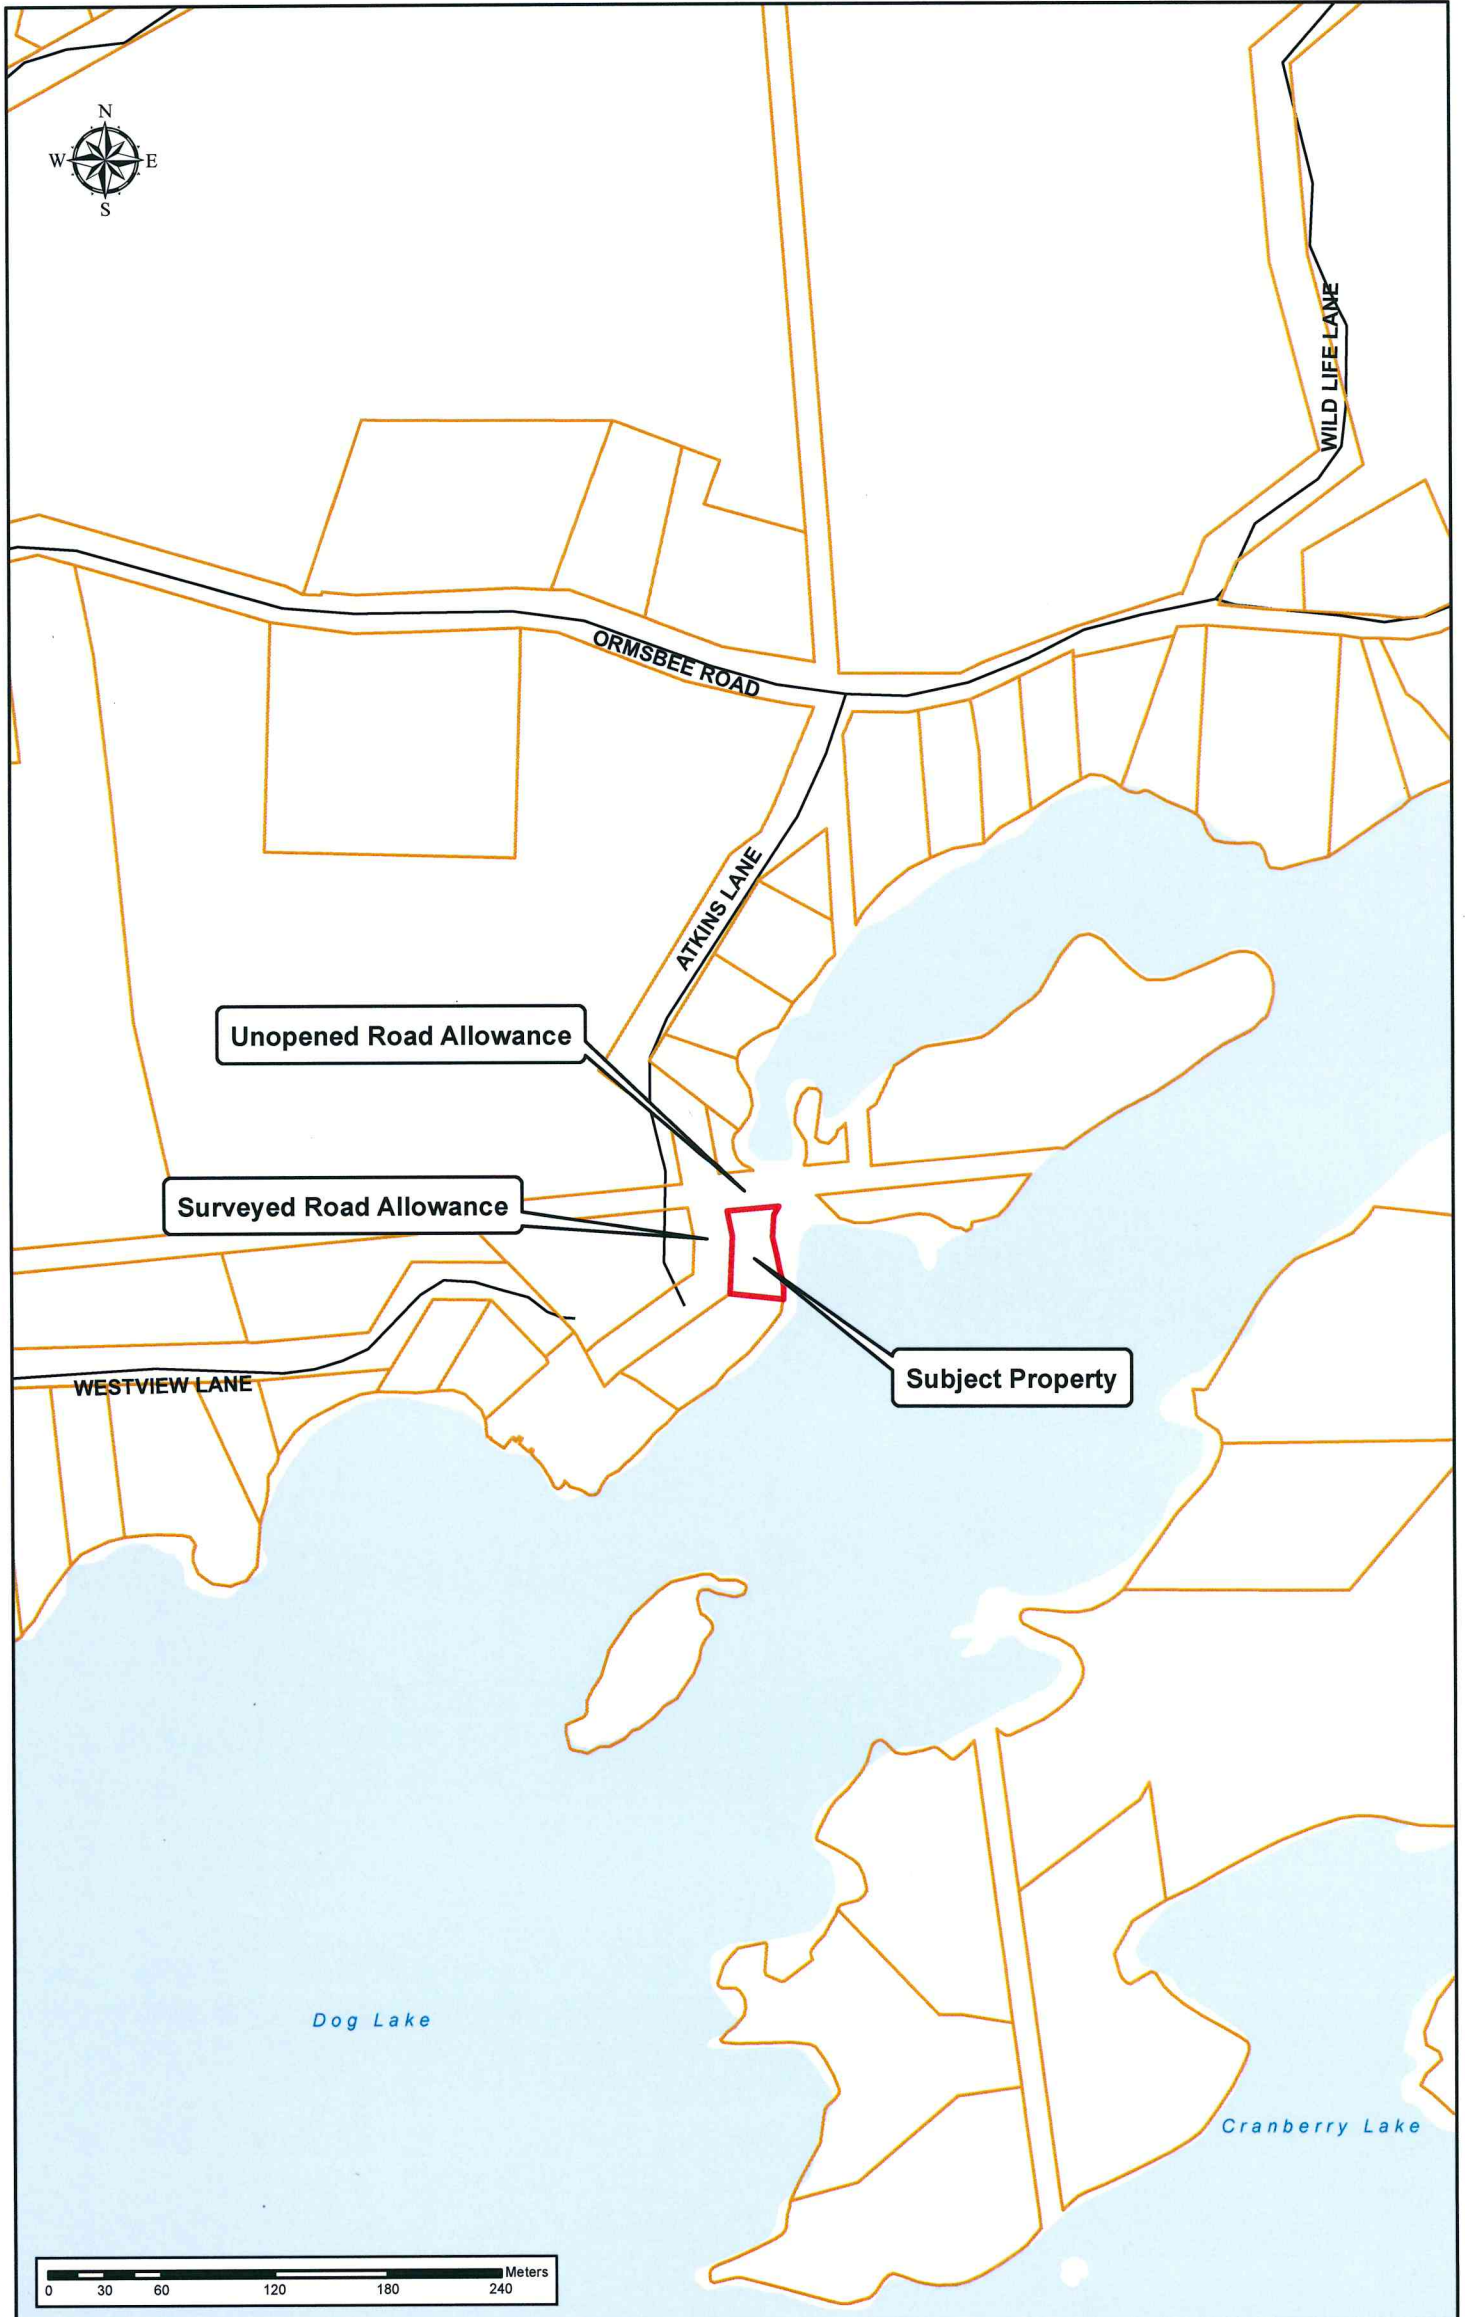 N
W E
S
WILD LIFE LANE
ORMSBEE ROAD
ATKINS LANE
Unopened Road Allowance
Surveyed Road Allowance
Subject Property
WESTVIEW LANE
Dog Lake
Cranberry Lake
Meters
0 30 60 120 180 240